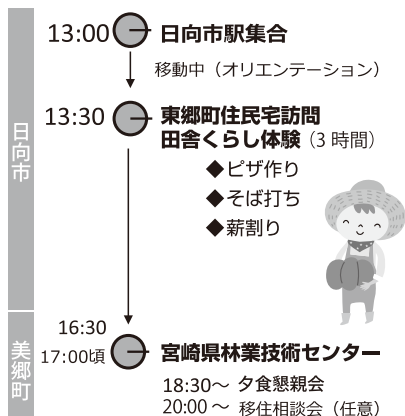 日向市
13:00 日向市駅集合
移動中（オリエンテーション）
13:30 東郷町住民宅訪問
田舎くらし体験（3 時間）
◆ピザ作り
◆そば打ち
◆薪割り
美郷町
16:30
17:00頃 宮崎県林業技術センター
18:30～ 夕食懇親会
20:00～ 移住相談会（任意）